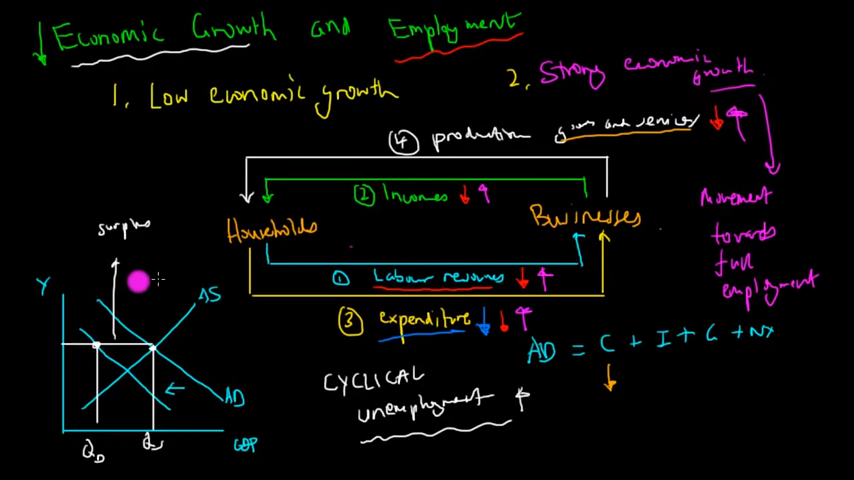 ↓ Economic Growth and Employment
1. Low economic growth
2. Strong economic growth
④ production goods and services ↓ ↑
② Incomes ↓ ↑
Households
Businesses
① Labour resources ↓ ↑
③ expenditure ↓ ↓ ↑
Movement
towards
full
employment
AD = C + I + G + NX
↓
CYCLICAL
unemployment ↑
surplus
Y
AS
AD
GDP
QD
QS